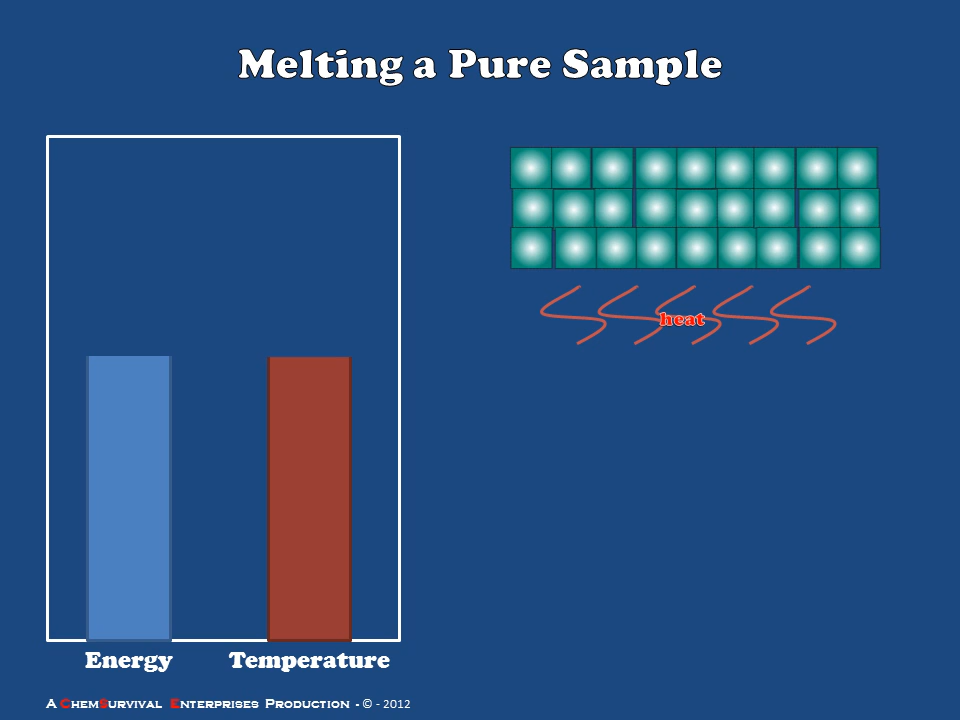 Melting a Pure Sample
heat
Energy Temperature
A ChemSurvival Enterprises Production - © - 2012